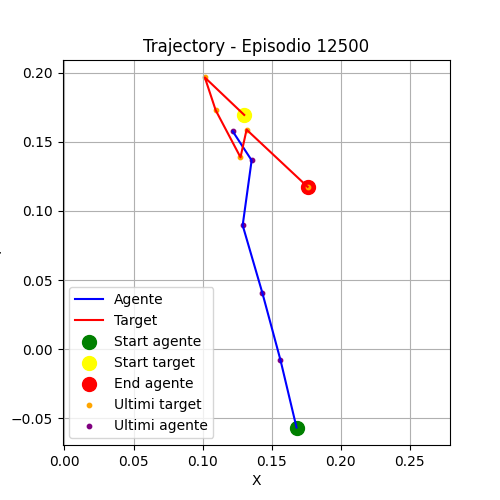 Trajectory - Episodio 12500
0.20
0.15
0.10
0.05
0.00
−0.05
Agente
Target
Start agente
Start target
End agente
Ultimi target
Ultimi agente
0.00 0.05 0.10 0.15 0.20 0.25
X